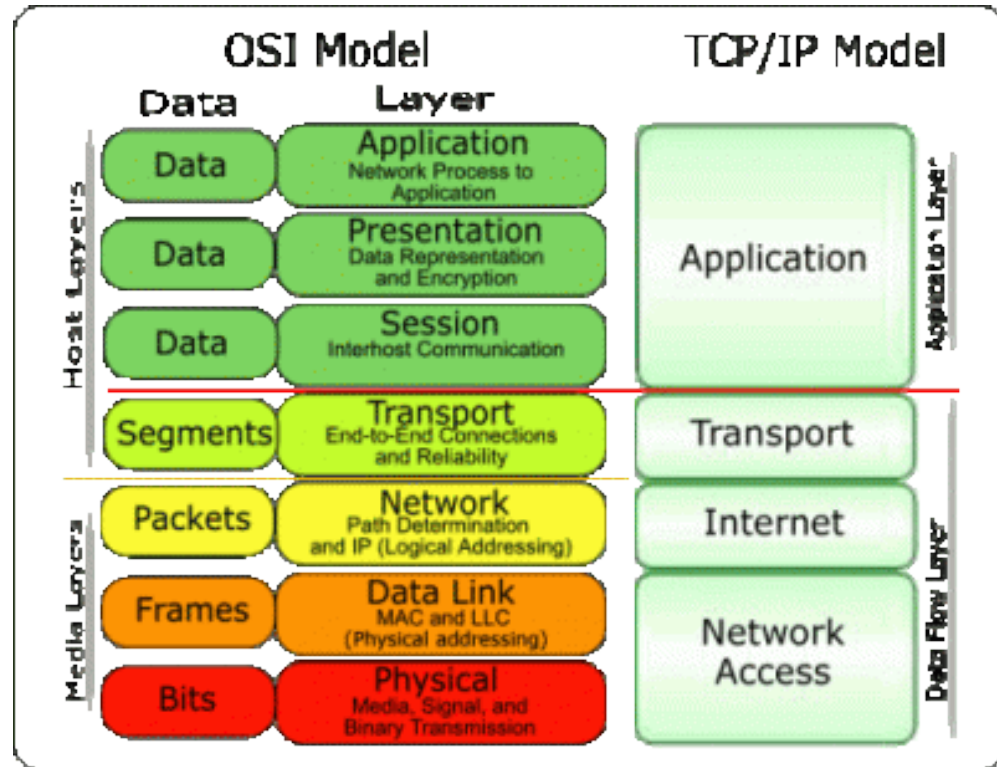 OSI Model
TCP/IP Model
Data
Layer
Host Layers
Data
Application
Network Process to
Application
Data
Presentation
Data Representation
and Encryption
Data
Session
Interhost Communication
Segments
Transport
End-to-End Connections
and Reliability
Media Layers
Packets
Network
Path Determination
and IP (Logical Addressing)
Frames
Data Link
MAC and LLC
(Physical addressing)
Bits
Physical
Media, Signal, and
Binary Transmission
Application
Application Layer
Transport
Internet
Network
Access
Data Flow Layer